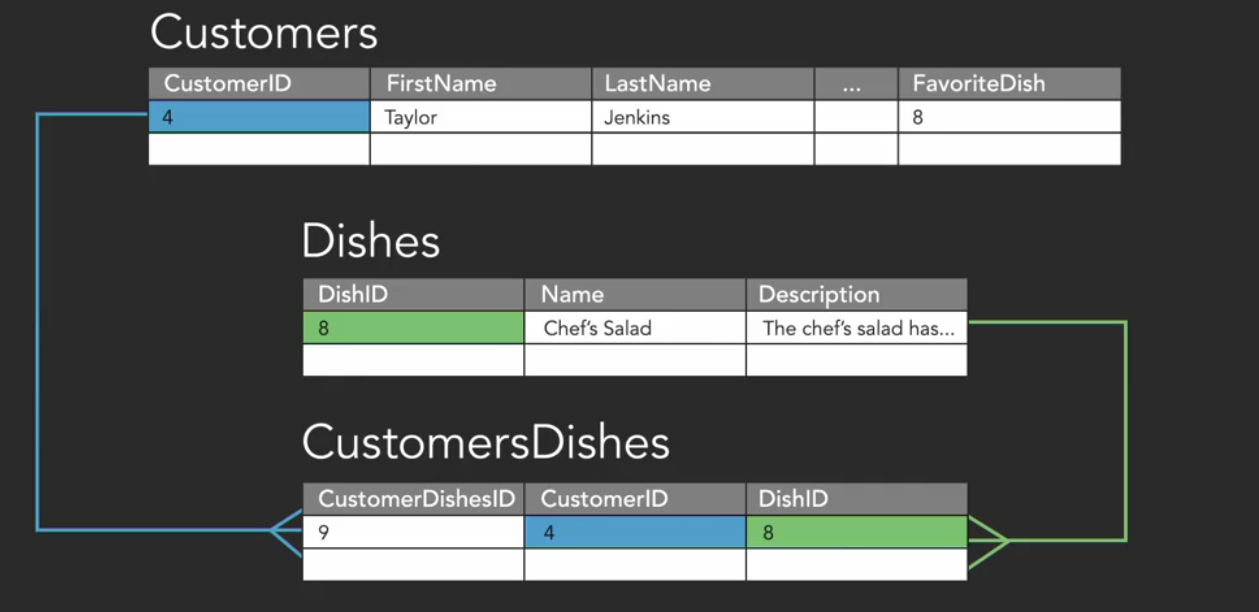 Customers
CustomerID FirstName LastName ... FavoriteDish
4 Taylor Jenkins 8
Dishes
DishID Name Description
8 Chef’s Salad The chef’s salad has...
CustomersDishes
CustomerDishesID CustomerID DishID
9 4 8